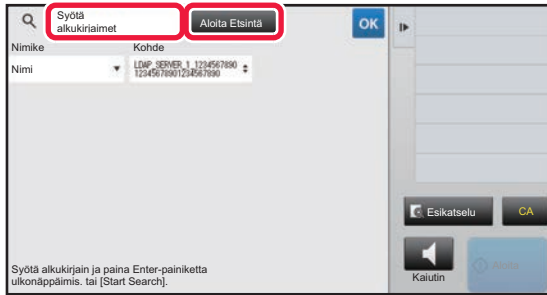 Syötä
alkukirjaimet
Aloita Etsintä
OK
Nimike
Kohde
Nimi
LDAP_SERVER_1_1234567890
12345678901234567890
Esikatselu
CA
Syötä alkukirjain ja paina Enter-painiketta
ulkonäppäimis. tai [Start Search].
Kaiutin
Aloita